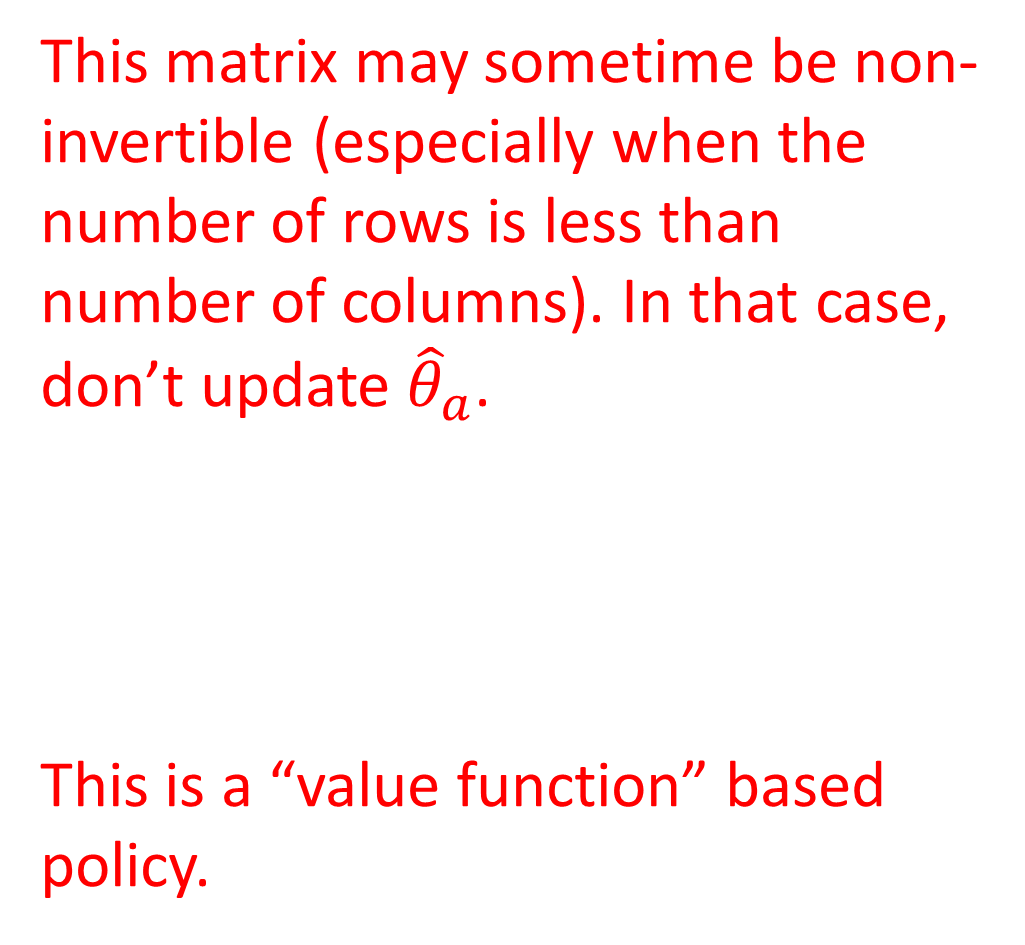 This matrix may sometime be non-
invertible (especially when the
number of rows is less than
number of columns). In that case,
don’t update θ̂ₐ.
This is a “value function” based
policy.